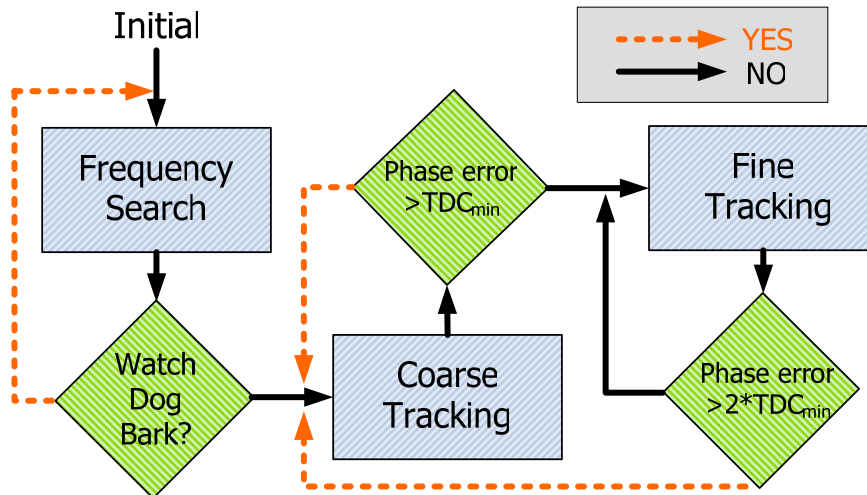 Initial
YES
NO
Frequency
Search
Phase error
>TDCmin
Fine
Tracking
Watch
Dog
Bark?
Coarse
Tracking
Phase error
>2*TDCmin